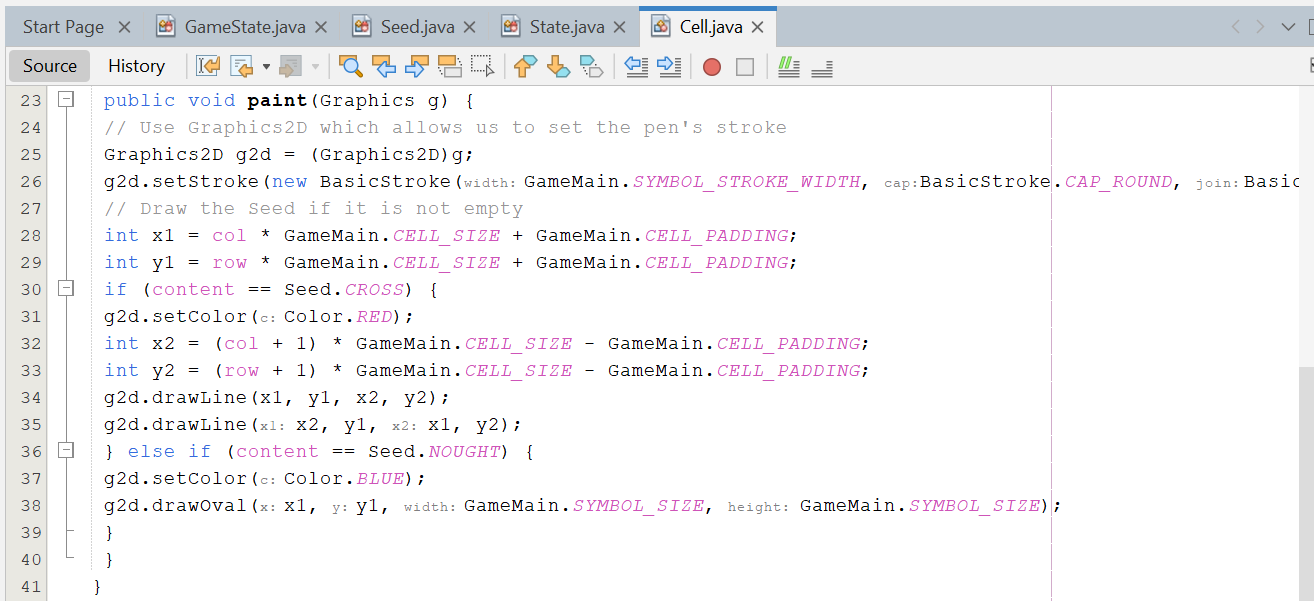 Start Page GameState.java Seed.java State.java Cell.java
Source History
23 public void paint(Graphics g) {
24 // Use Graphics2D which allows us to set the pen's stroke
25 Graphics2D g2d = (Graphics2D)g;
26 g2d.setStroke(new BasicStroke(width: GameMain.SYMBOL_STROKE_WIDTH, cap:BasicStroke.CAP_ROUND, join: Basic
27 // Draw the Seed if it is not empty
28 int x1 = col * GameMain.CELL_SIZE + GameMain.CELL_PADDING;
29 int y1 = row * GameMain.CELL_SIZE + GameMain.CELL_PADDING;
30 if (content == Seed.CROSS) {
31 g2d.setColor(c: Color.RED);
32 int x2 = (col + 1) * GameMain.CELL_SIZE - GameMain.CELL_PADDING;
33 int y2 = (row + 1) * GameMain.CELL_SIZE - GameMain.CELL_PADDING;
34 g2d.drawLine(x1, y1, x2, y2);
35 g2d.drawLine(x1: x2, y1, x2: x1, y2);
36 } else if (content == Seed.NOUGHT) {
37 g2d.setColor(c: Color.BLUE);
38 g2d.drawOval(x: x1, y: y1, width: GameMain.SYMBOL_SIZE, height: GameMain.SYMBOL_SIZE);
39 }
40 }
41 }